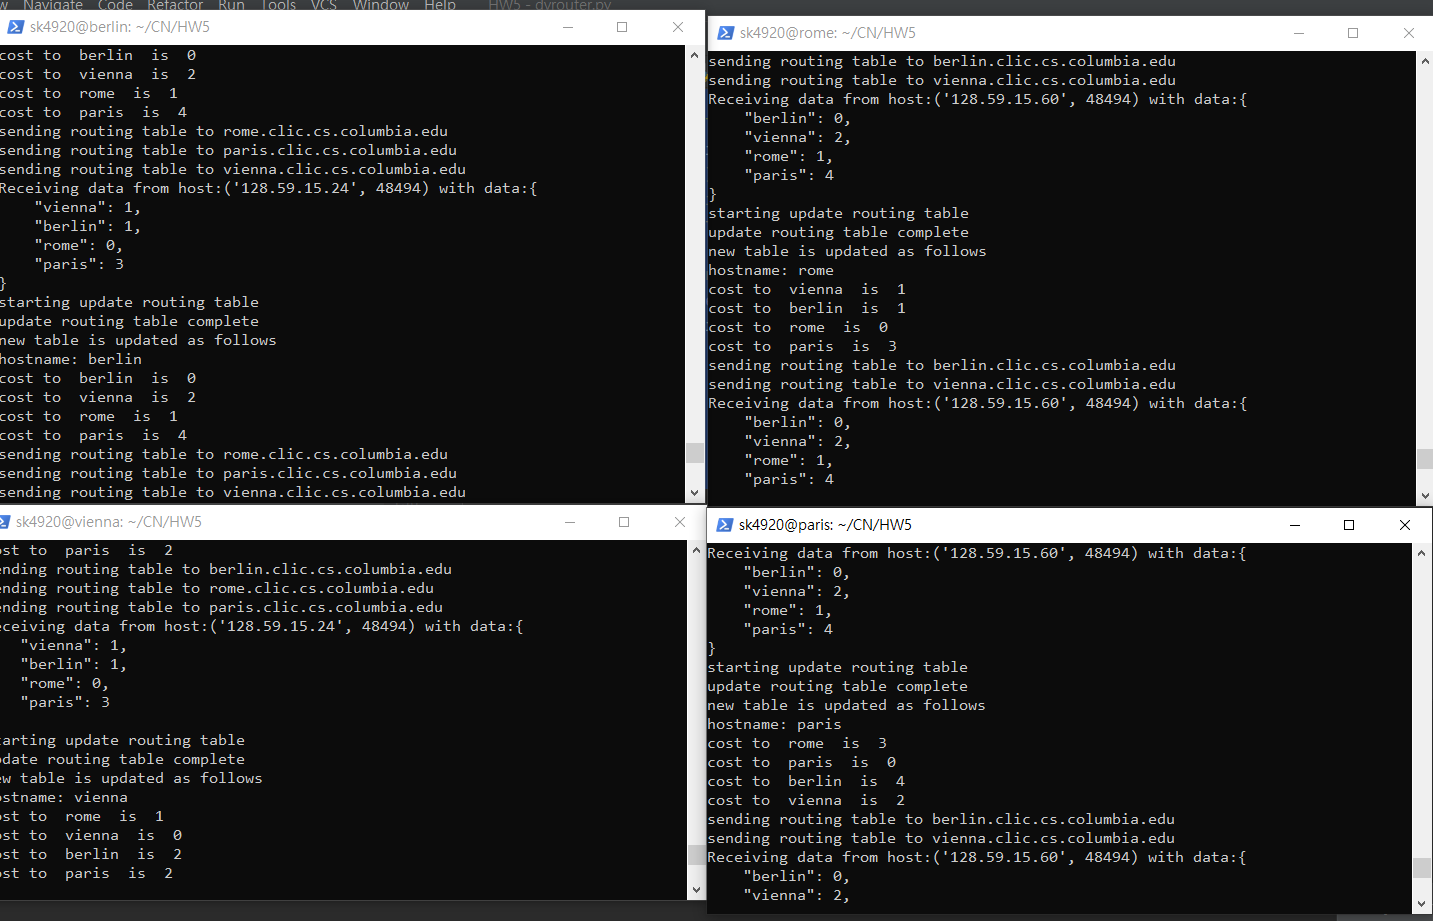 w Navigate Code Refactor Run Tools VCS Window Help HW5 - dvrouter.py
sk4920@berlin: ~/CN/HW5
cost to  berlin  is  0
cost to  vienna  is  2
cost to  rome  is  1
cost to  paris  is  4
sending routing table to rome.clic.cs.columbia.edu
sending routing table to paris.clic.cs.columbia.edu
sending routing table to vienna.clic.cs.columbia.edu
Receiving data from host:('128.59.15.24', 48494) with data:{
    "vienna": 1,
    "berlin": 1,
    "rome": 0,
    "paris": 3
}
starting update routing table
update routing table complete
new table is updated as follows
hostname: berlin
cost to  berlin  is  0
cost to  vienna  is  2
cost to  rome  is  1
cost to  paris  is  4
sending routing table to rome.clic.cs.columbia.edu
sending routing table to paris.clic.cs.columbia.edu
sending routing table to vienna.clic.cs.columbia.edu
sk4920@rome: ~/CN/HW5
sending routing table to berlin.clic.cs.columbia.edu
sending routing table to vienna.clic.cs.columbia.edu
Receiving data from host:('128.59.15.60', 48494) with data:{
    "berlin": 0,
    "vienna": 2,
    "rome": 1,
    "paris": 4
}
starting update routing table
update routing table complete
new table is updated as follows
hostname: rome
cost to  vienna  is  1
cost to  berlin  is  1
cost to  rome  is  0
cost to  paris  is  3
sending routing table to berlin.clic.cs.columbia.edu
sending routing table to vienna.clic.cs.columbia.edu
Receiving data from host:('128.59.15.60', 48494) with data:{
    "berlin": 0,
    "vienna": 2,
    "rome": 1,
    "paris": 4
sk4920@vienna: ~/CN/HW5
ost to  paris  is  2
ending routing table to berlin.clic.cs.columbia.edu
ending routing table to rome.clic.cs.columbia.edu
ending routing table to paris.clic.cs.columbia.edu
eceiving data from host:('128.59.15.24', 48494) with data:{
    "vienna": 1,
    "berlin": 1,
    "rome": 0,
    "paris": 3
tarting update routing table
pdate routing table complete
ew table is updated as follows
ostname: vienna
ost to  rome  is  1
ost to  vienna  is  0
ost to  berlin  is  2
ost to  paris  is  2
sk4920@paris: ~/CN/HW5
Receiving data from host:('128.59.15.60', 48494) with data:{
    "berlin": 0,
    "vienna": 2,
    "rome": 1,
    "paris": 4
}
starting update routing table
update routing table complete
new table is updated as follows
hostname: paris
cost to  rome  is  3
cost to  paris  is  0
cost to  berlin  is  4
cost to  vienna  is  2
sending routing table to berlin.clic.cs.columbia.edu
sending routing table to vienna.clic.cs.columbia.edu
Receiving data from host:('128.59.15.60', 48494) with data:{
    "berlin": 0,
    "vienna": 2,